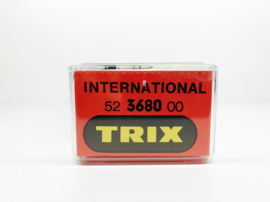 INTERNATIONAL
52 3680 00
TRIX